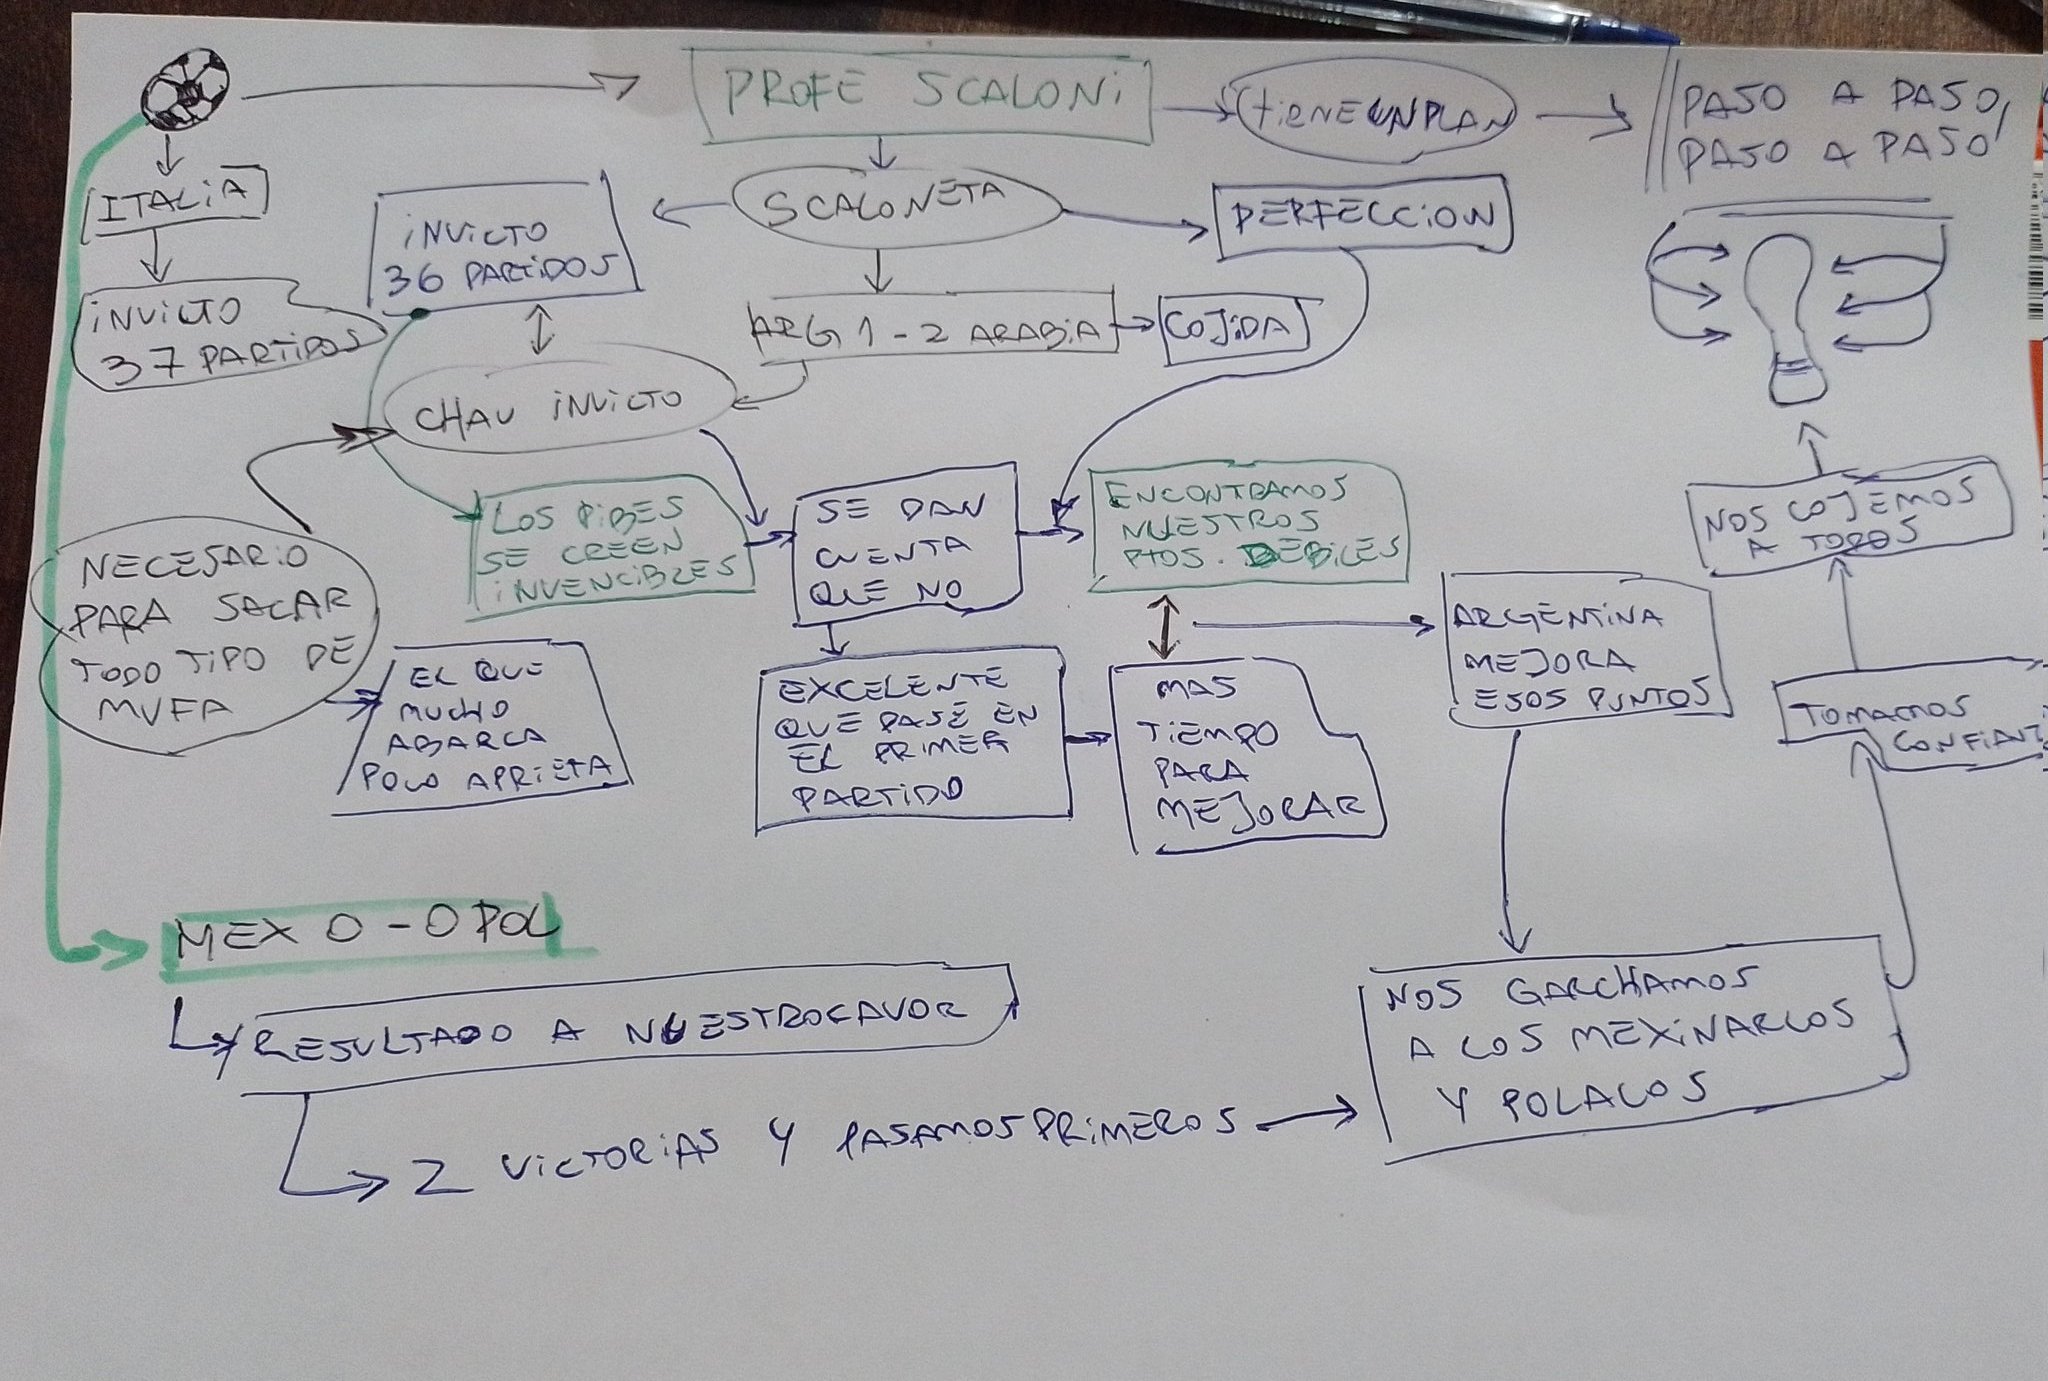 PROFE SCALONI
TIENE UN PLAN
PASO A PASO,
PASO A PASO
ITALIA
INVICTO
37 PARTIDOS
INVICTO
36 PARTIDOS
SCALONETA
PERFECCION
ARG 1 - 2 ARABIA
COJIDA
CHAU INVICTO
LOS PIBES
SE CREEN
INVENCIBLES
SE DAN
CUENTA
QUE NO
ENCONTRAMOS
NUESTROS
PTOS. DEBILES
NOS COJEMOS
A TODOS
NECESARIO
PARA SACAR
TODO TIPO DE
MUFA
EL QUE
MUCHO
ABARCA
POCO APRIETA
EXCELENTE
QUE PASE EN
EL PRIMER
PARTIDO
MAS
TIEMPO
PARA
MEJORAR
ARGENTINA
MEJORA
ESOS PUNTOS
TOMAMOS
CONFIANZ
MEX 0 - 0 POL
RESULTADO A NUESTRO FAVOR
2 VICTORIAS Y PASAMOS PRIMEROS
NOS GARCHAMOS
A LOS MEXINARCOS
Y POLACOS